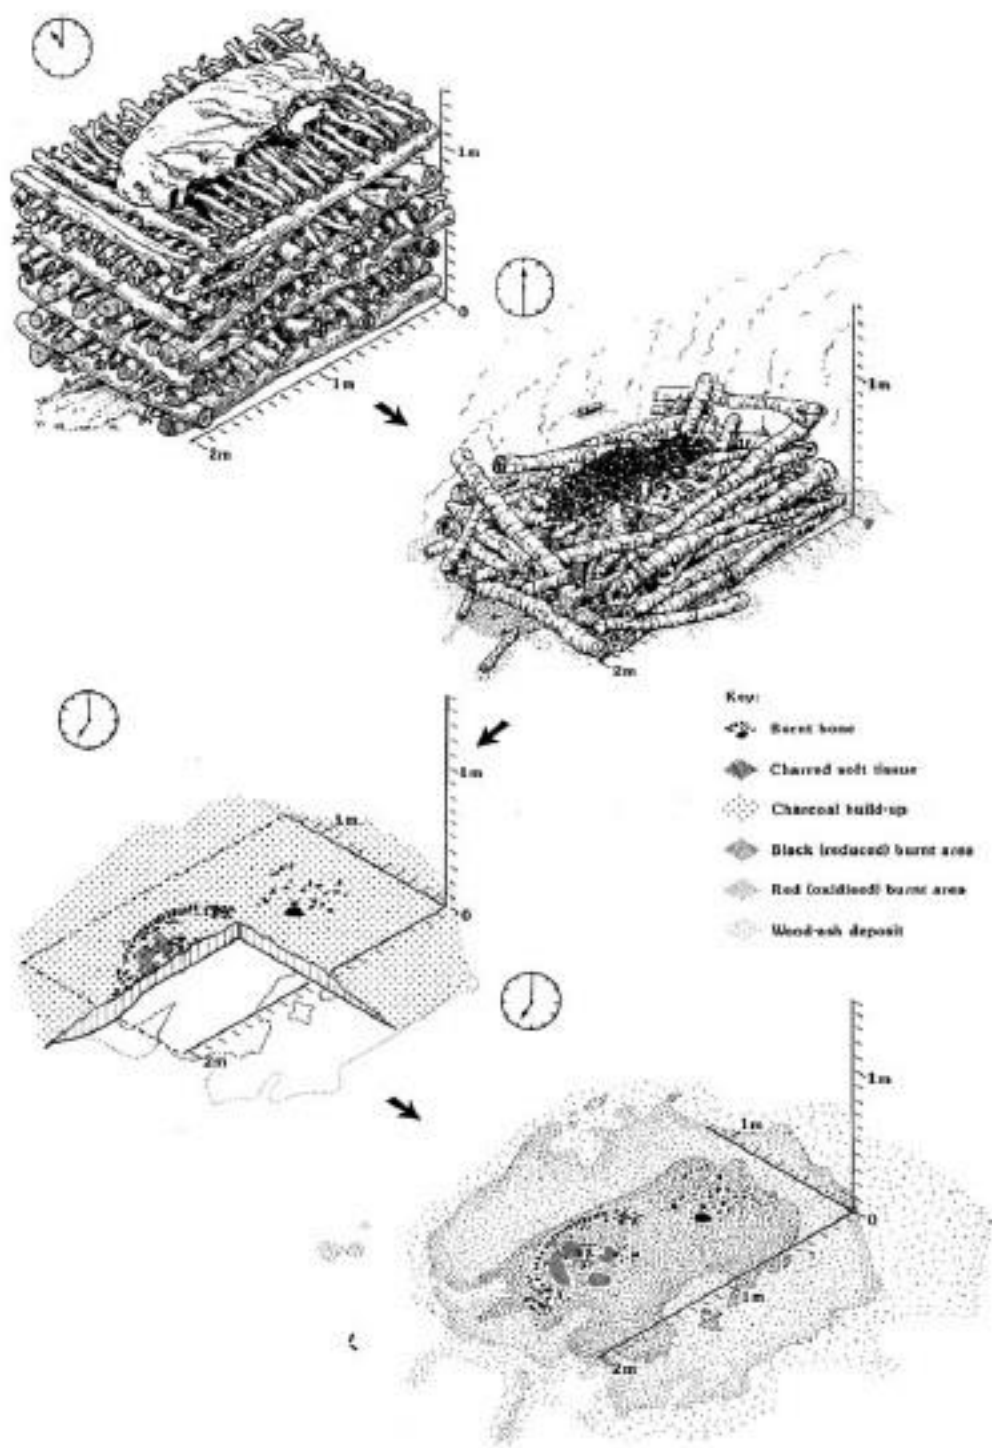 1m
0
1m
2m
1m
0
2m
Key:
Burnt bone
Charred soft tissue
Charcoal build-up
Black (reduced) burnt area
Red (oxidised) burnt area
Wood-ash deposit
1m
1m
0
2m
1m
1m
0
1m
2m